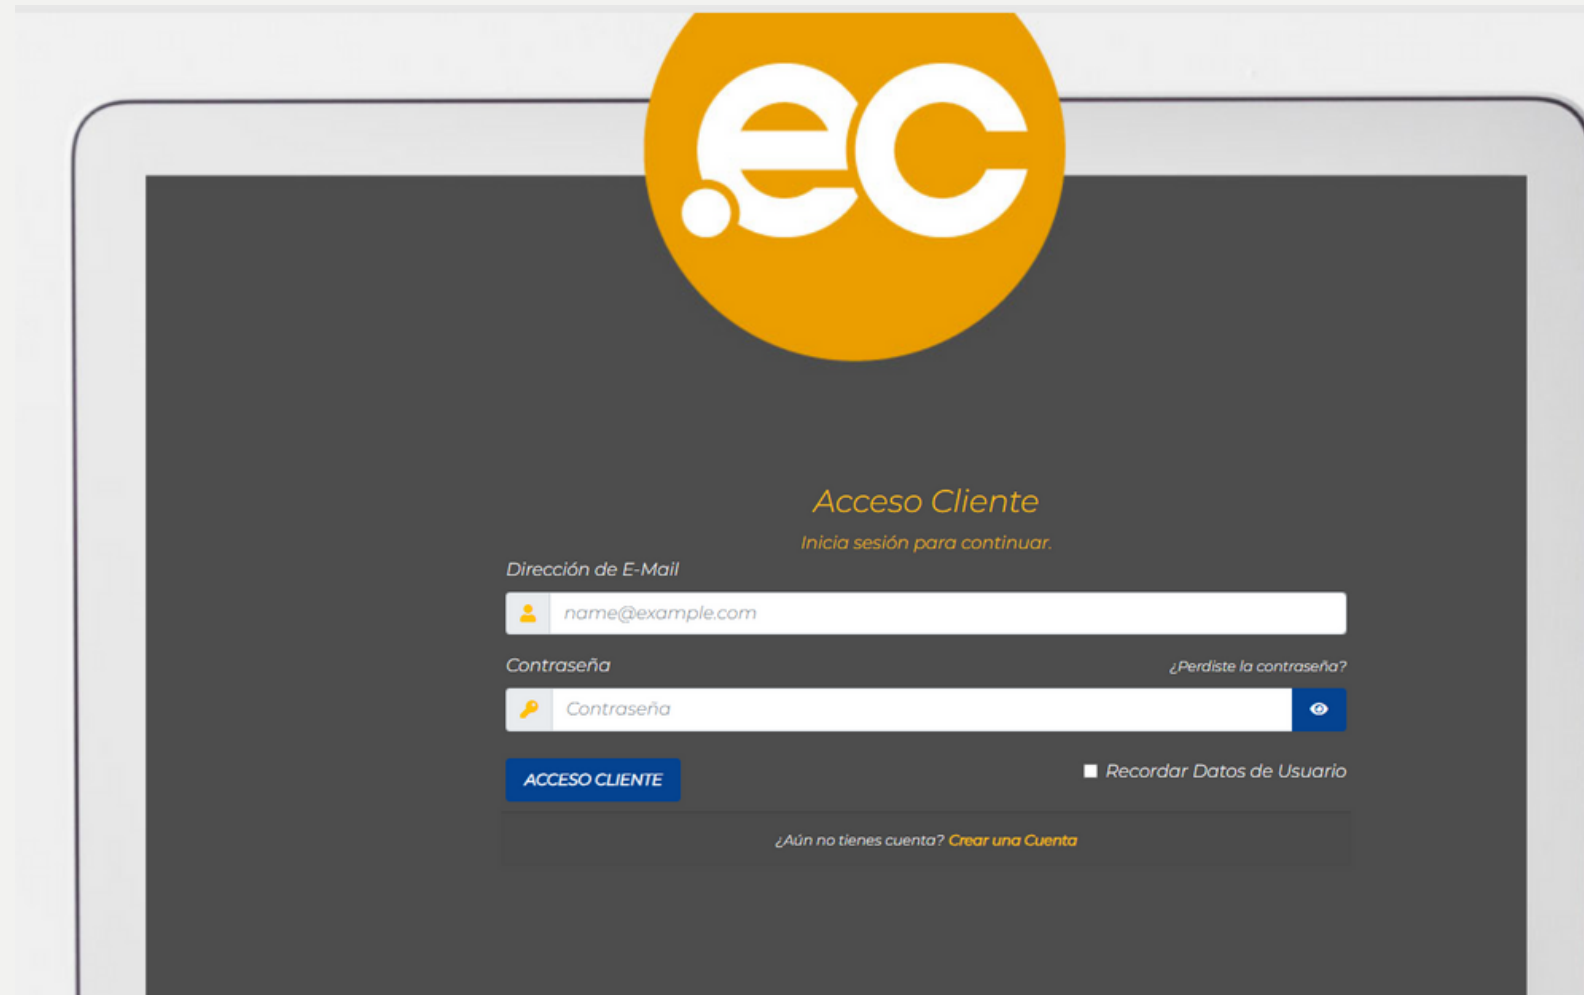 .ec
Acceso Cliente
Inicia sesión para continuar.
Dirección de E-Mail
name@example.com
Contraseña ¿Perdiste la contraseña?
Contraseña
ACCESO CLIENTE Recordar Datos de Usuario
¿Aún no tienes cuenta? Crear una Cuenta